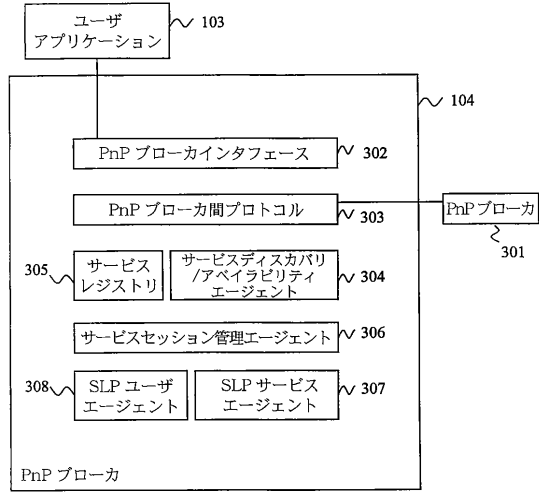 ユーザ
アプリケーション
103
104
PnP ブローカインタフェース
302
PnP ブローカ間プロトコル
303
PnP ブローカ
301
305
サービス
レジストリ
サービスディスカバリ
/アベイラビリティ
エージェント
304
サービスセッション管理エージェント
306
308
SLP ユーザ
エージェント
SLP サービス
エージェント
307
PnP ブローカ